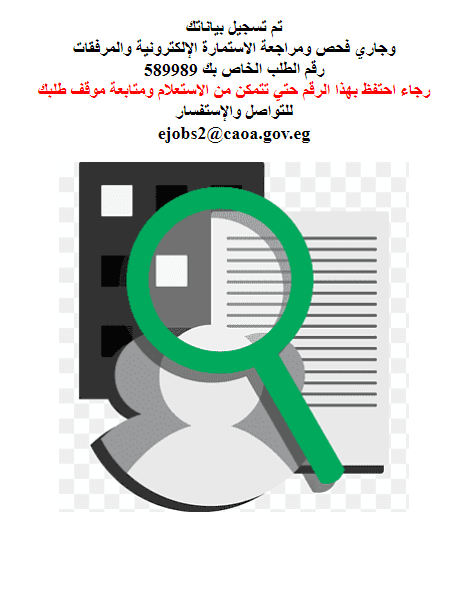 تم تسجيل بياناتك
وجاري فحص ومراجعة الاستمارة الإلكترونية والمرفقات
رقم الطلب الخاص بك 589989
رجاء احتفظ بهذا الرقم حتي تتمكن من الاستعلام ومتابعة موقف طلبك
للتواصل والإستفسار
ejobs2@caoa.gov.eg